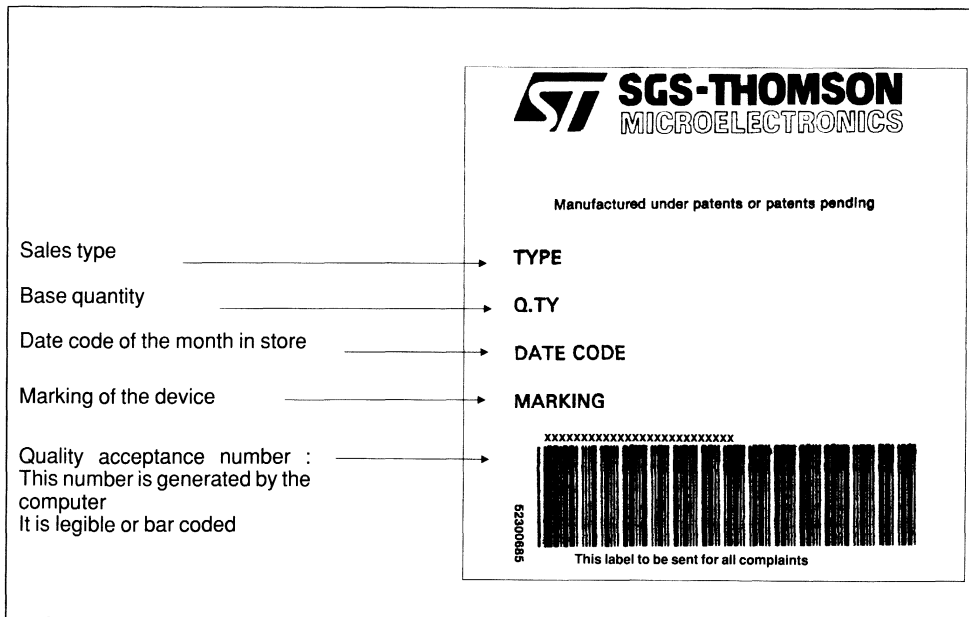 SGS-THOMSON
MICROELECTRONICS
Manufactured under patents or patents pending
Sales type
TYPE
Base quantity
Q.TY
Date code of the month in store
DATE CODE
Marking of the device
MARKING
Quality acceptance number :
This number is generated by the
computer
It is legible or bar coded
xxxxxxxxxxxxxxxxxxxxxxxxxx
52300685
This label to be sent for all complaints